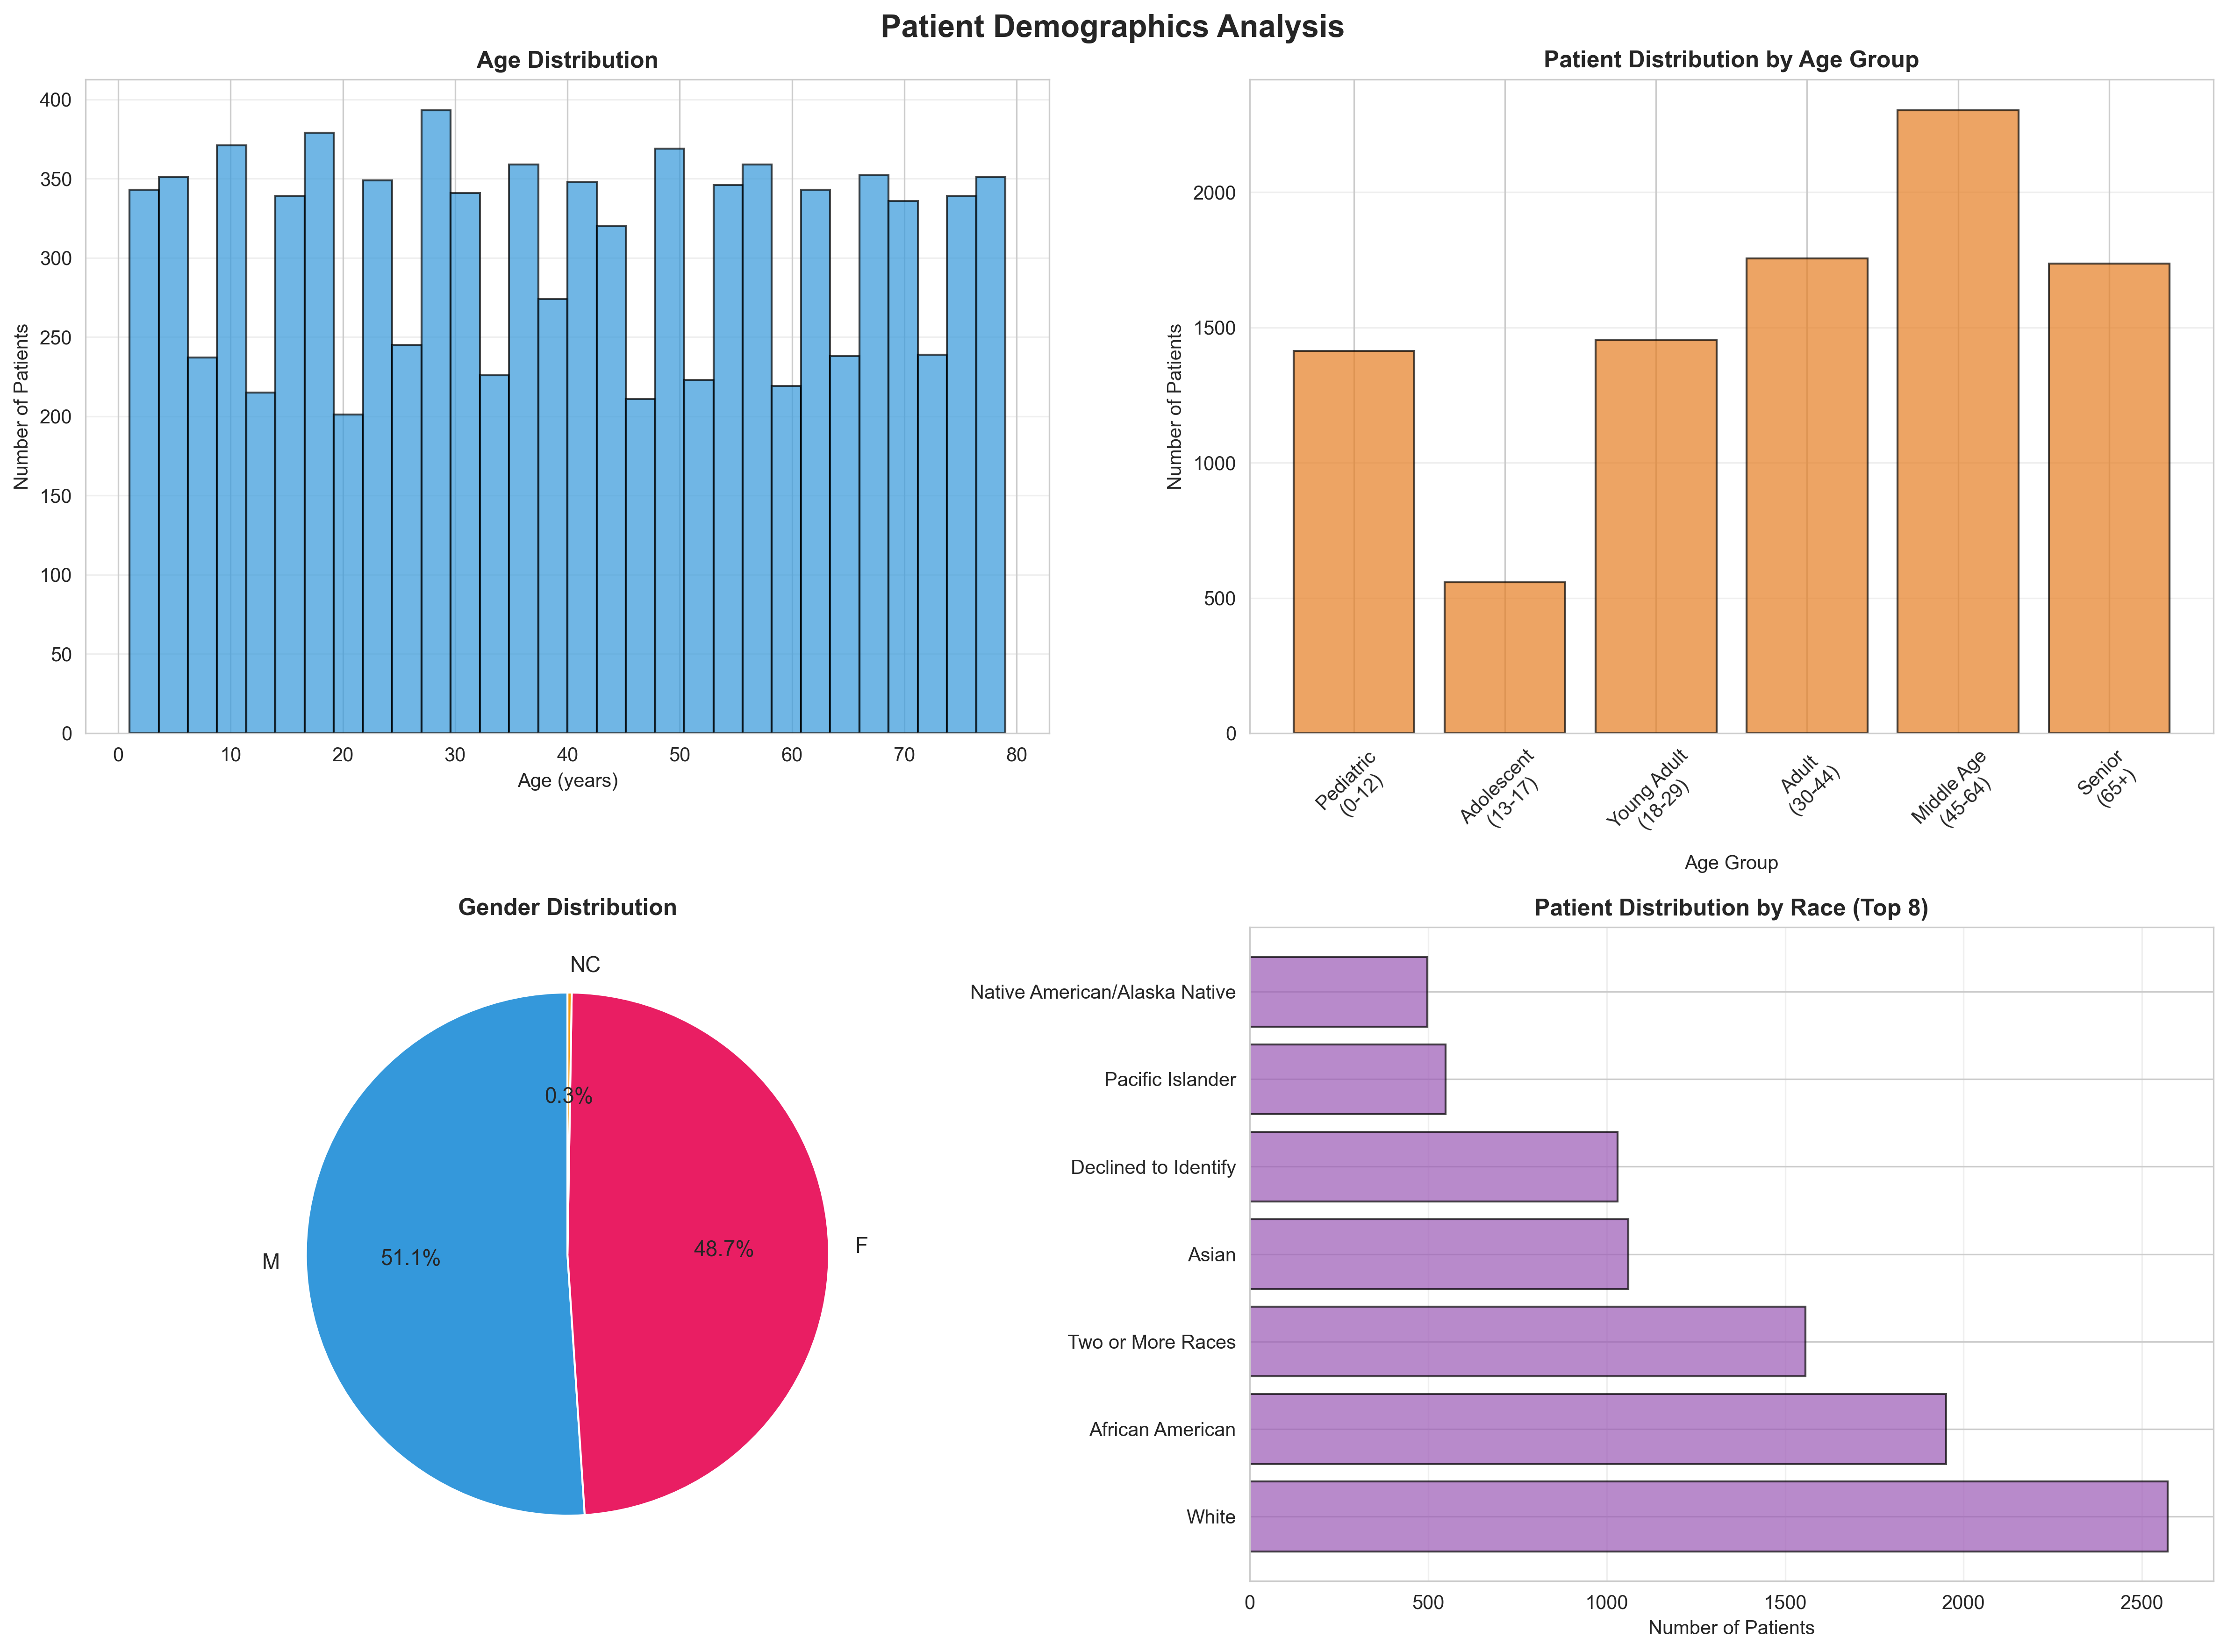 Patient Demographics Analysis
Age Distribution
Number of Patients
400
350
300
250
200
150
100
50
0
0 10 20 30 40 50 60 70 80
Age (years)
Patient Distribution by Age Group
Number of Patients
2000
1500
1000
500
0
Pediatric
(0-12)
Adolescent
(13-17)
Young Adult
(18-29)
Adult
(30-44)
Middle Age
(45-64)
Senior
(65+)
Age Group
Gender Distribution
NC
0.3%
M
51.1%
48.7%
F
Patient Distribution by Race (Top 8)
Native American/Alaska Native
Pacific Islander
Declined to Identify
Asian
Two or More Races
African American
White
0 500 1000 1500 2000 2500
Number of Patients